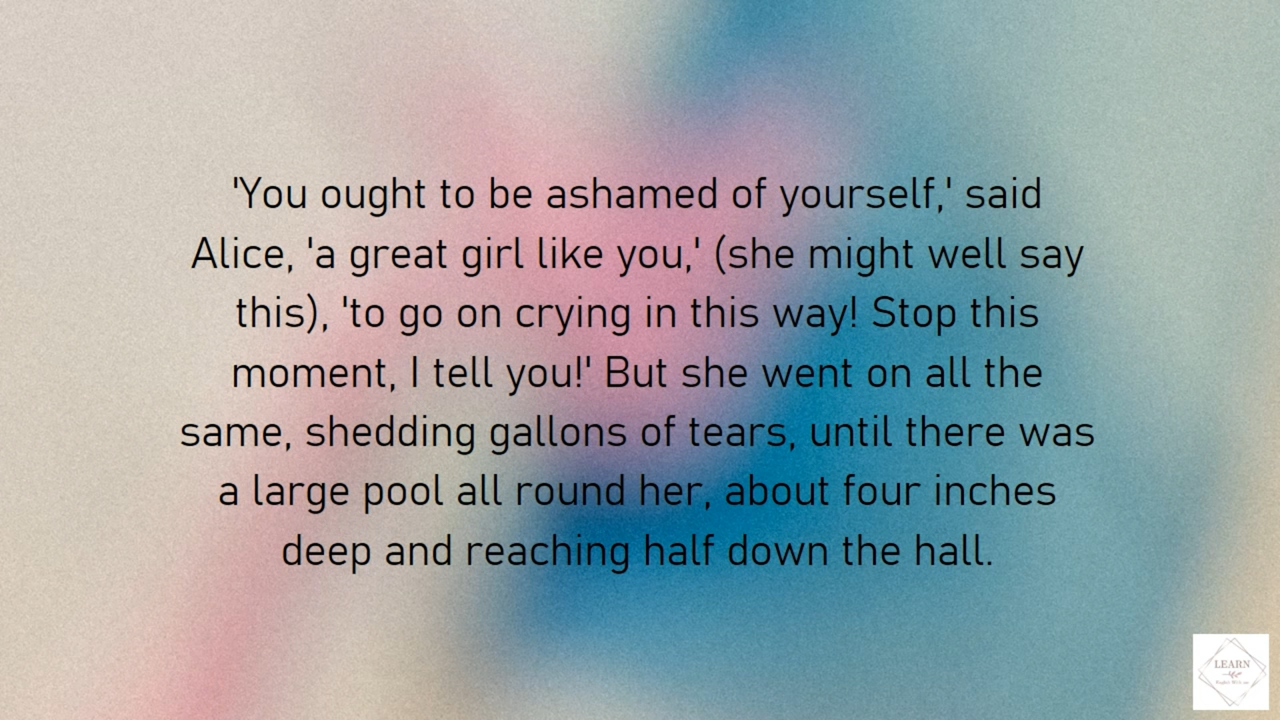 'You ought to be ashamed of yourself,' said
Alice, 'a great girl like you,' (she might well say
this), 'to go on crying in this way! Stop this
moment, I tell you!' But she went on all the
same, shedding gallons of tears, until there was
a large pool all round her, about four inches
deep and reaching half down the hall.
LEARN